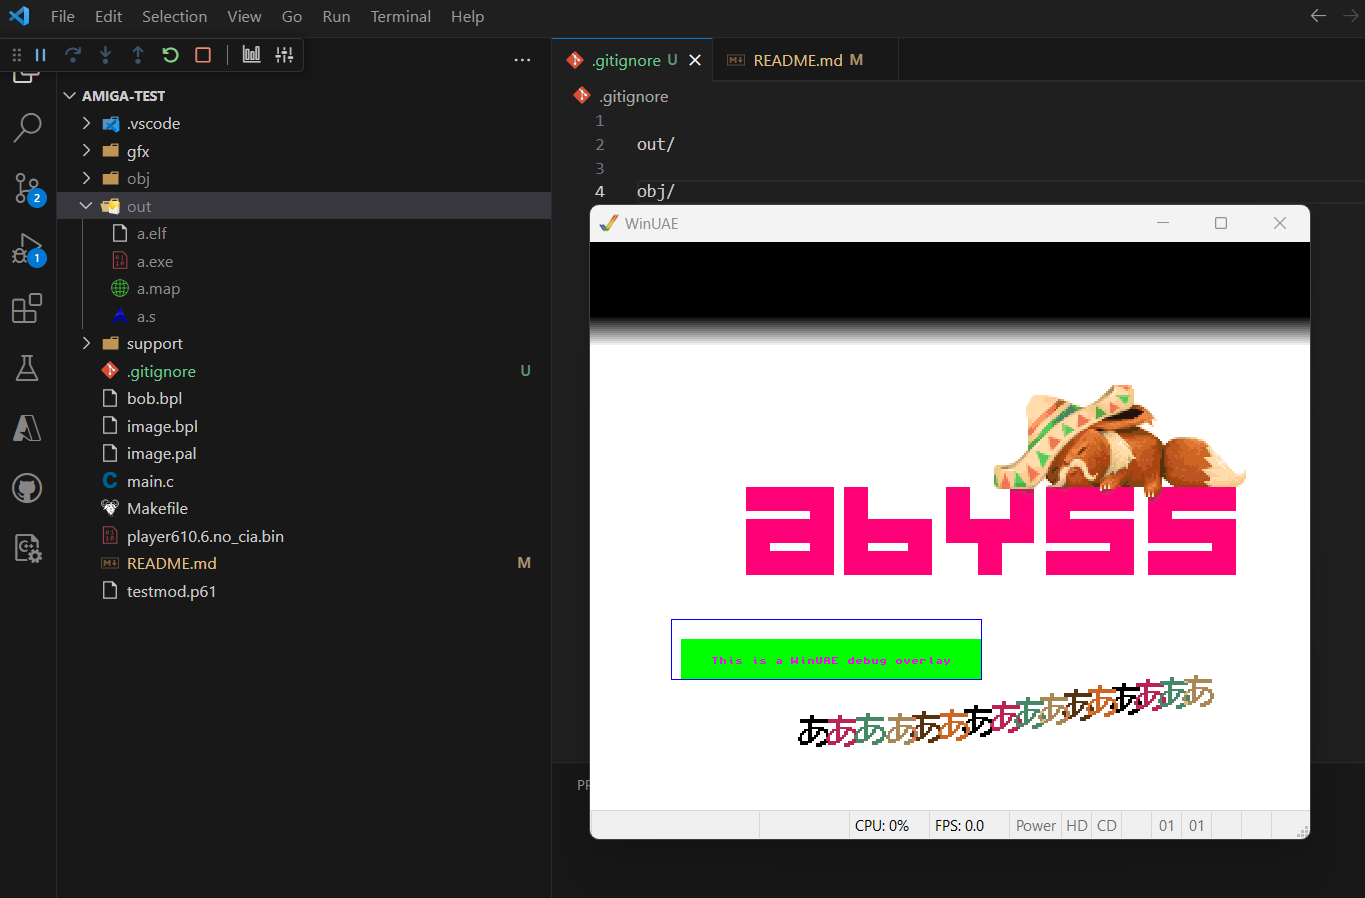 File Edit Selection View Go Run Terminal Help
.gitignore U
README.md M
AMIGA-TEST
.gitignore
.vscode
1
gfx
2 out/
obj
3
out
4 obj/
a.elf
a.exe
a.map
a.s
support
.gitignore U
bob.bpl
image.bpl
image.pal
main.c
Makefile
player610.6.no_cia.bin
README.md M
testmod.p61
2
1
WinUAE
abyss
This is a WinUAE debug overlay
あああああああああああああああ
CPU: 0% FPS: 0.0 Power HD CD 01 01